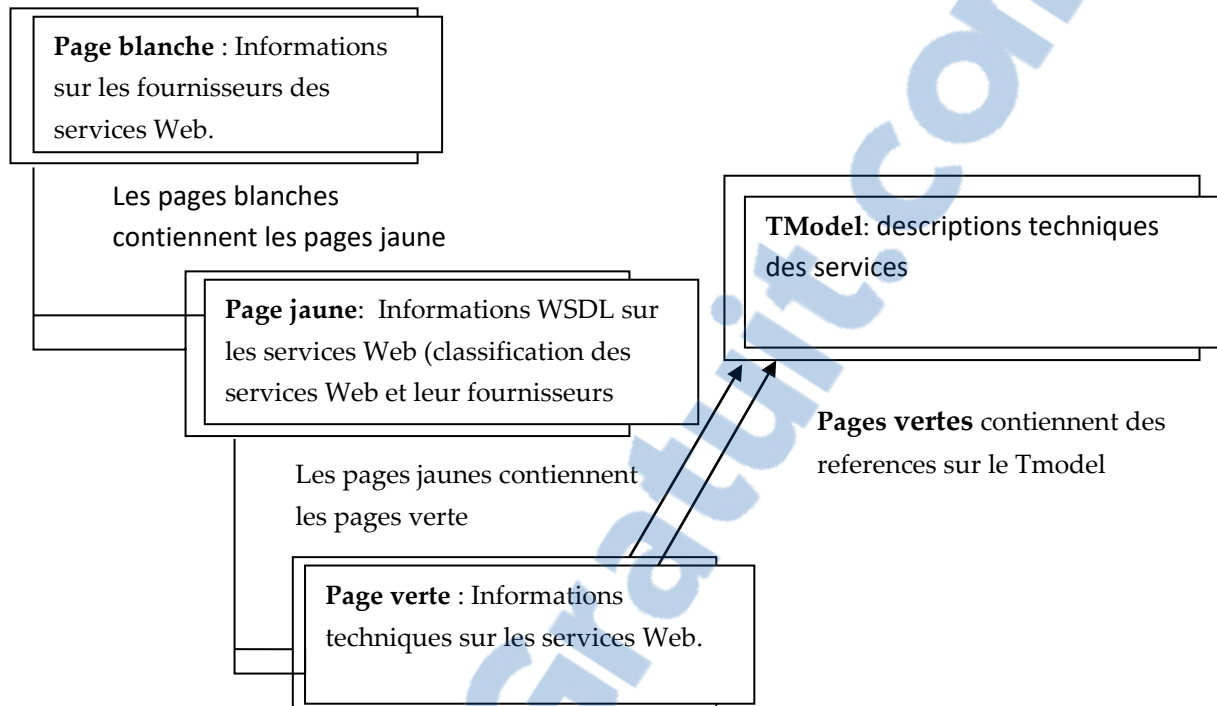 Page blanche : Informations
sur les fournisseurs des
services Web.
Les pages blanches
contiennent les pages jaune
TModel: descriptions techniques
des services
Page jaune: Informations WSDL sur
les services Web (classification des
services Web et leur fournisseurs
Pages vertes contiennent des
references sur le Tmodel
Les pages jaunes contiennent
les pages verte
Page verte : Informations
techniques sur les services Web.
Gratuit.com